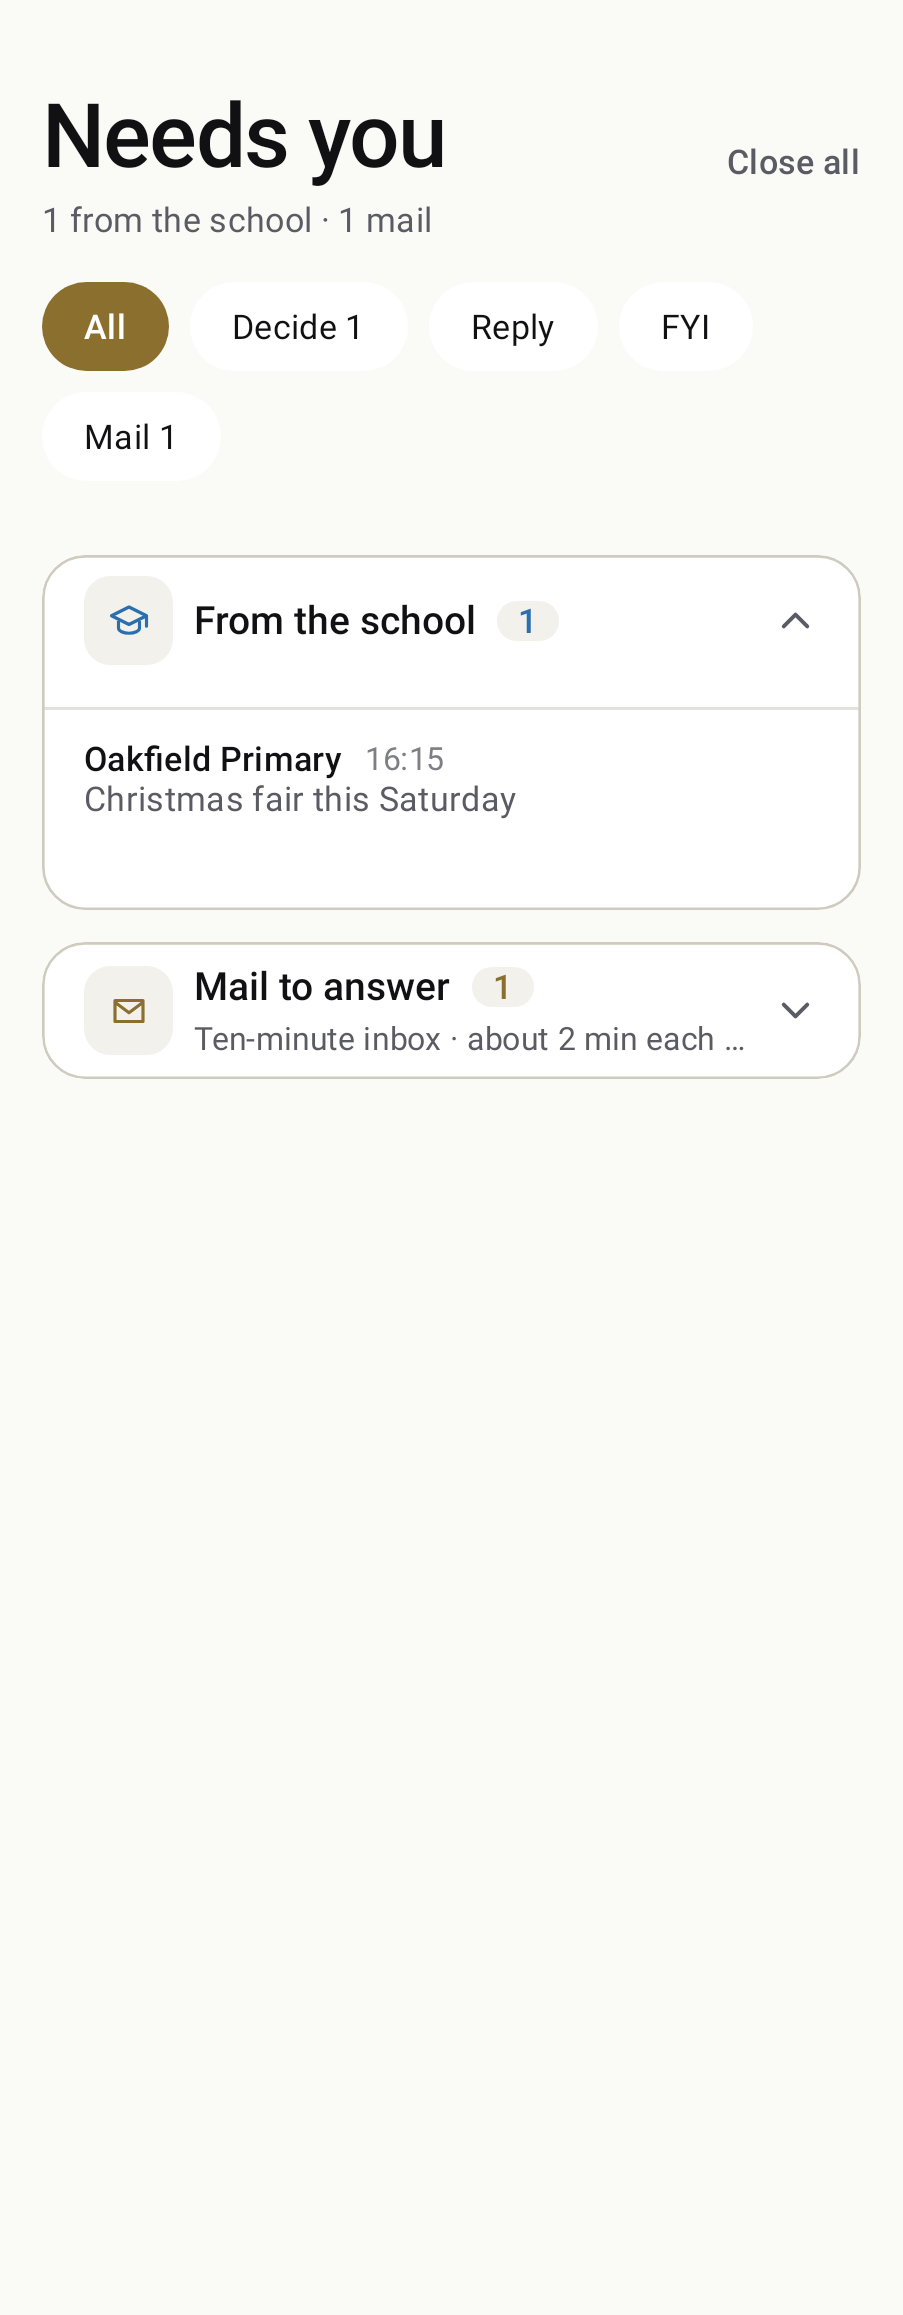 Needs you
Close all
1 from the school · 1 mail
All
Decide 1
Reply
FYI
Mail 1
From the school 1
Oakfield Primary 16:15
Christmas fair this Saturday
Mail to answer 1
Ten-minute inbox · about 2 min each …